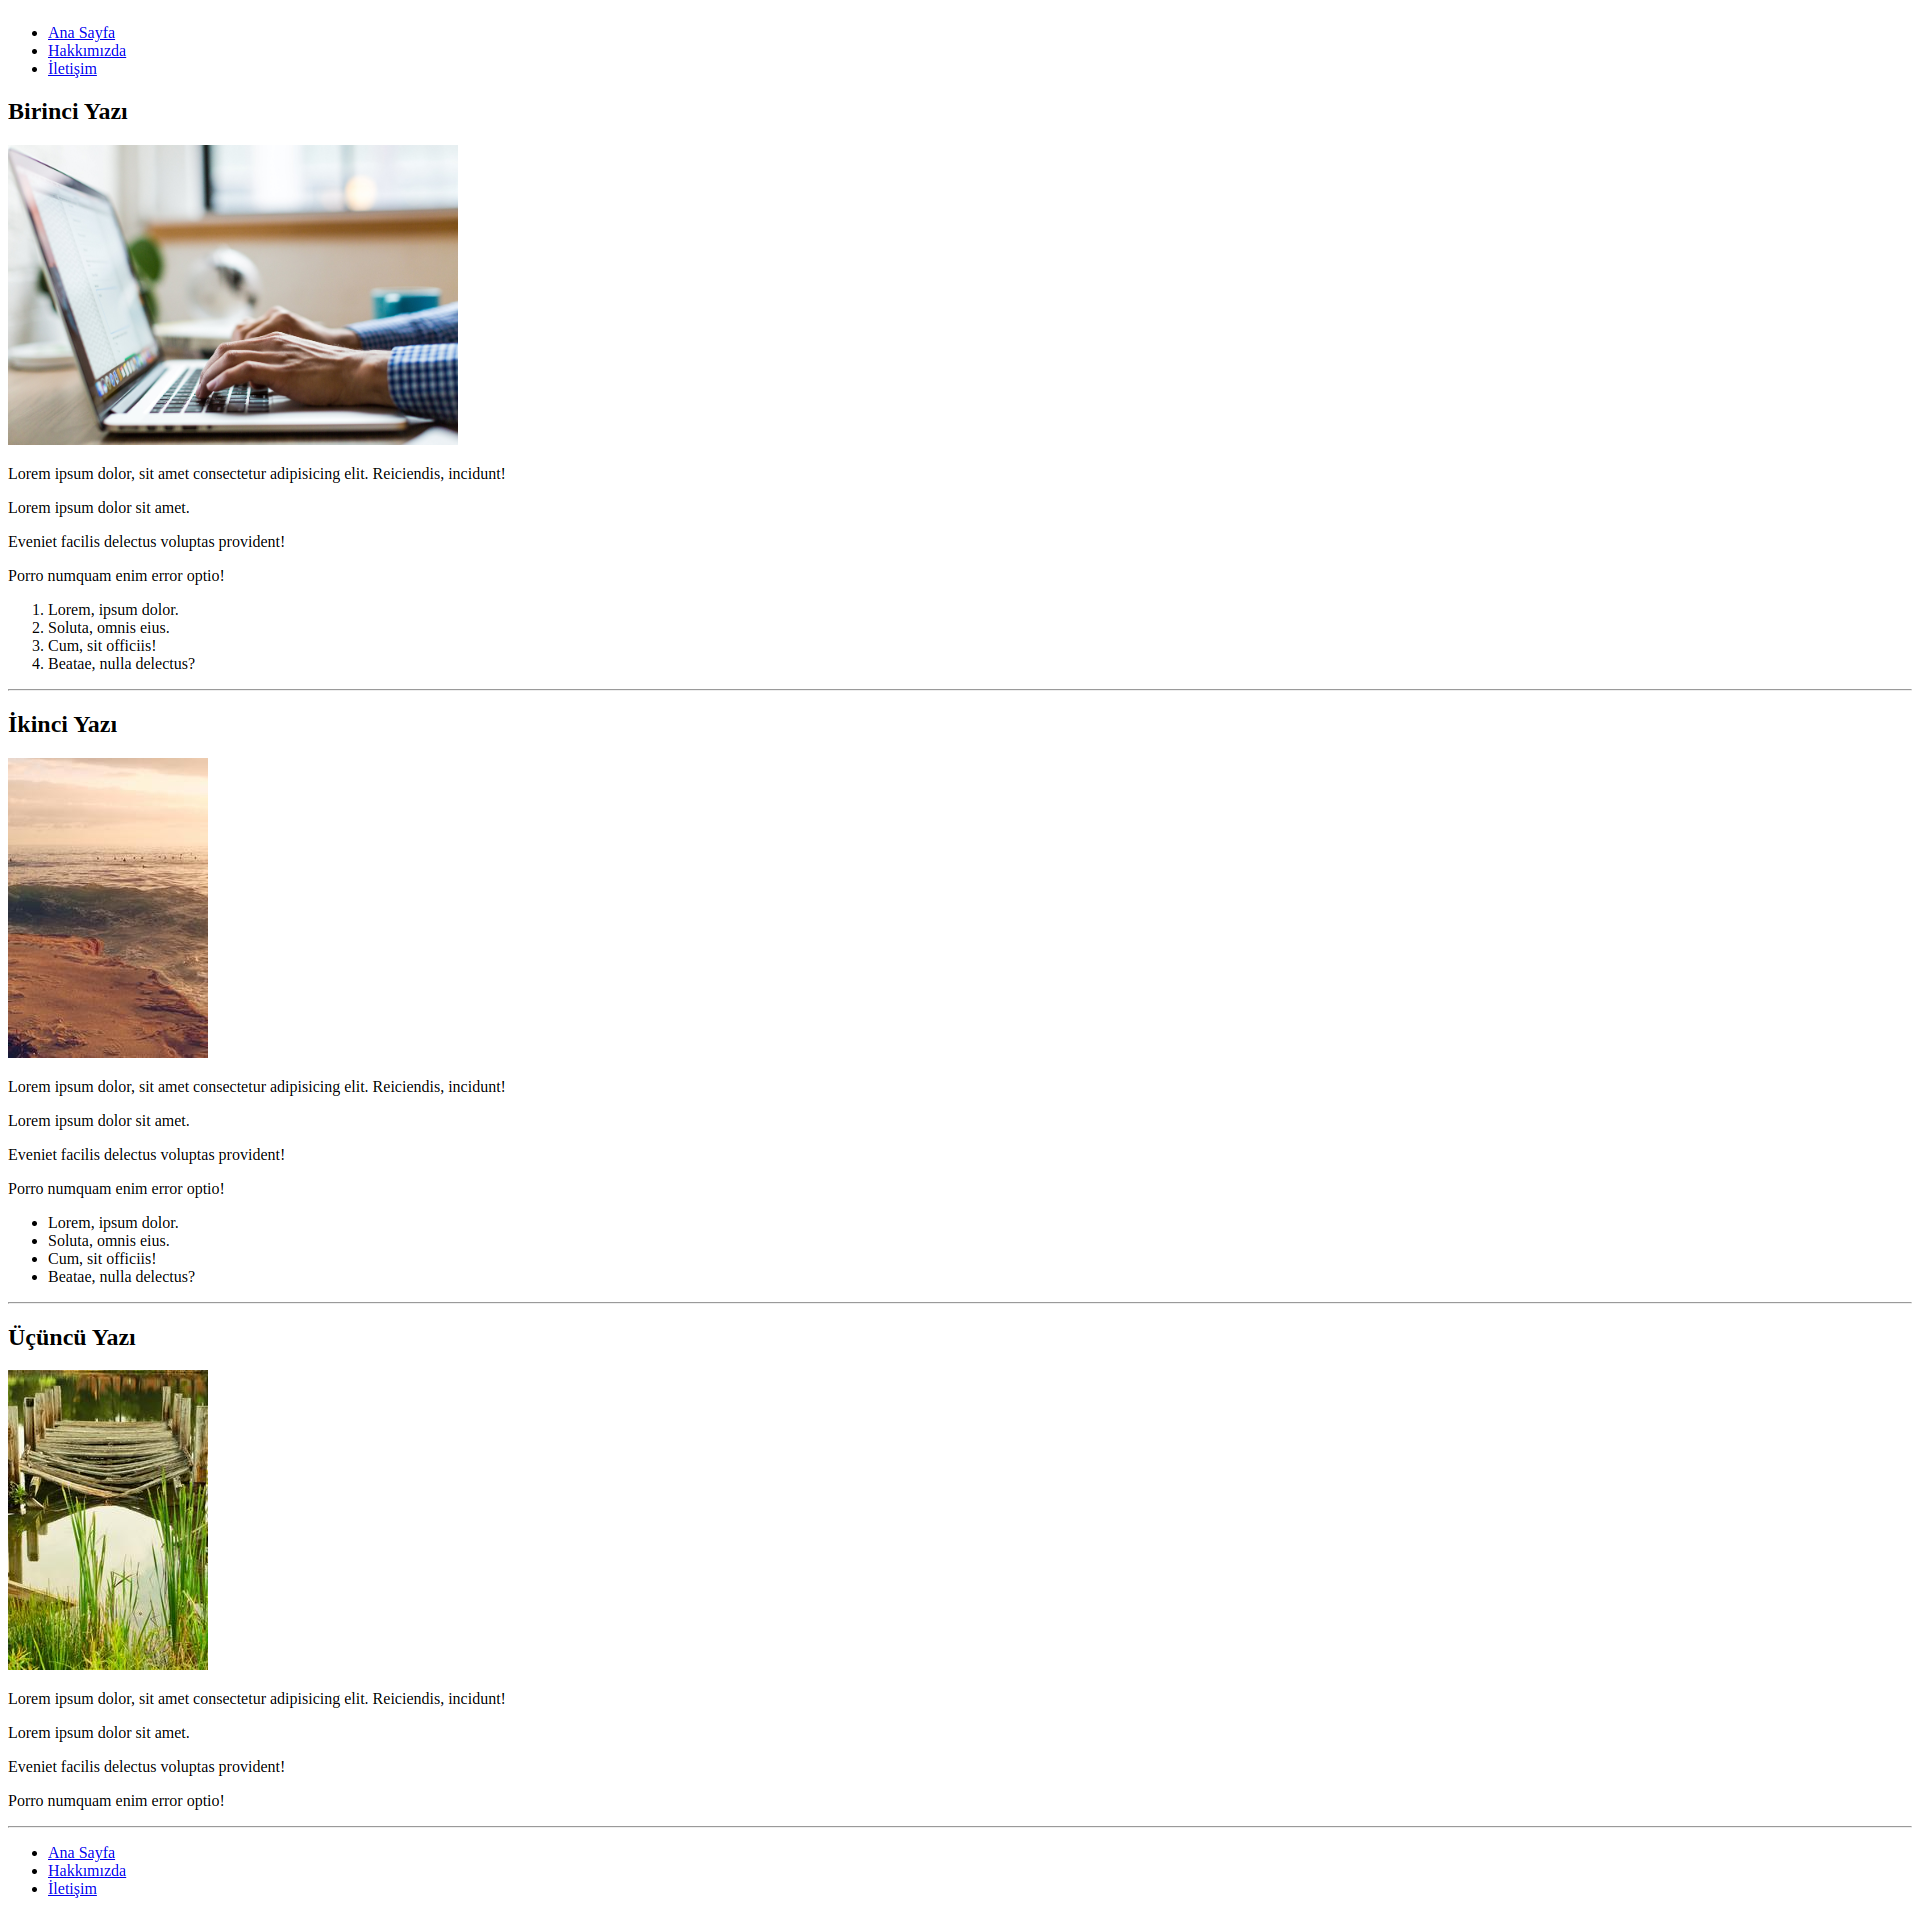 Ana Sayfa
Hakkımızda
İletişim
Birinci Yazı
Lorem ipsum dolor, sit amet consectetur adipisicing elit. Reiciendis, incidunt!
Lorem ipsum dolor sit amet.
Eveniet facilis delectus voluptas provident!
Porro numquam enim error optio!
1. Lorem, ipsum dolor.
2. Soluta, omnis eius.
3. Cum, sit officiis!
4. Beatae, nulla delectus?
İkinci Yazı
Lorem ipsum dolor, sit amet consectetur adipisicing elit. Reiciendis, incidunt!
Lorem ipsum dolor sit amet.
Eveniet facilis delectus voluptas provident!
Porro numquam enim error optio!
Lorem, ipsum dolor.
Soluta, omnis eius.
Cum, sit officiis!
Beatae, nulla delectus?
Üçüncü Yazı
Lorem ipsum dolor, sit amet consectetur adipisicing elit. Reiciendis, incidunt!
Lorem ipsum dolor sit amet.
Eveniet facilis delectus voluptas provident!
Porro numquam enim error optio!
Ana Sayfa
Hakkımızda
İletişim